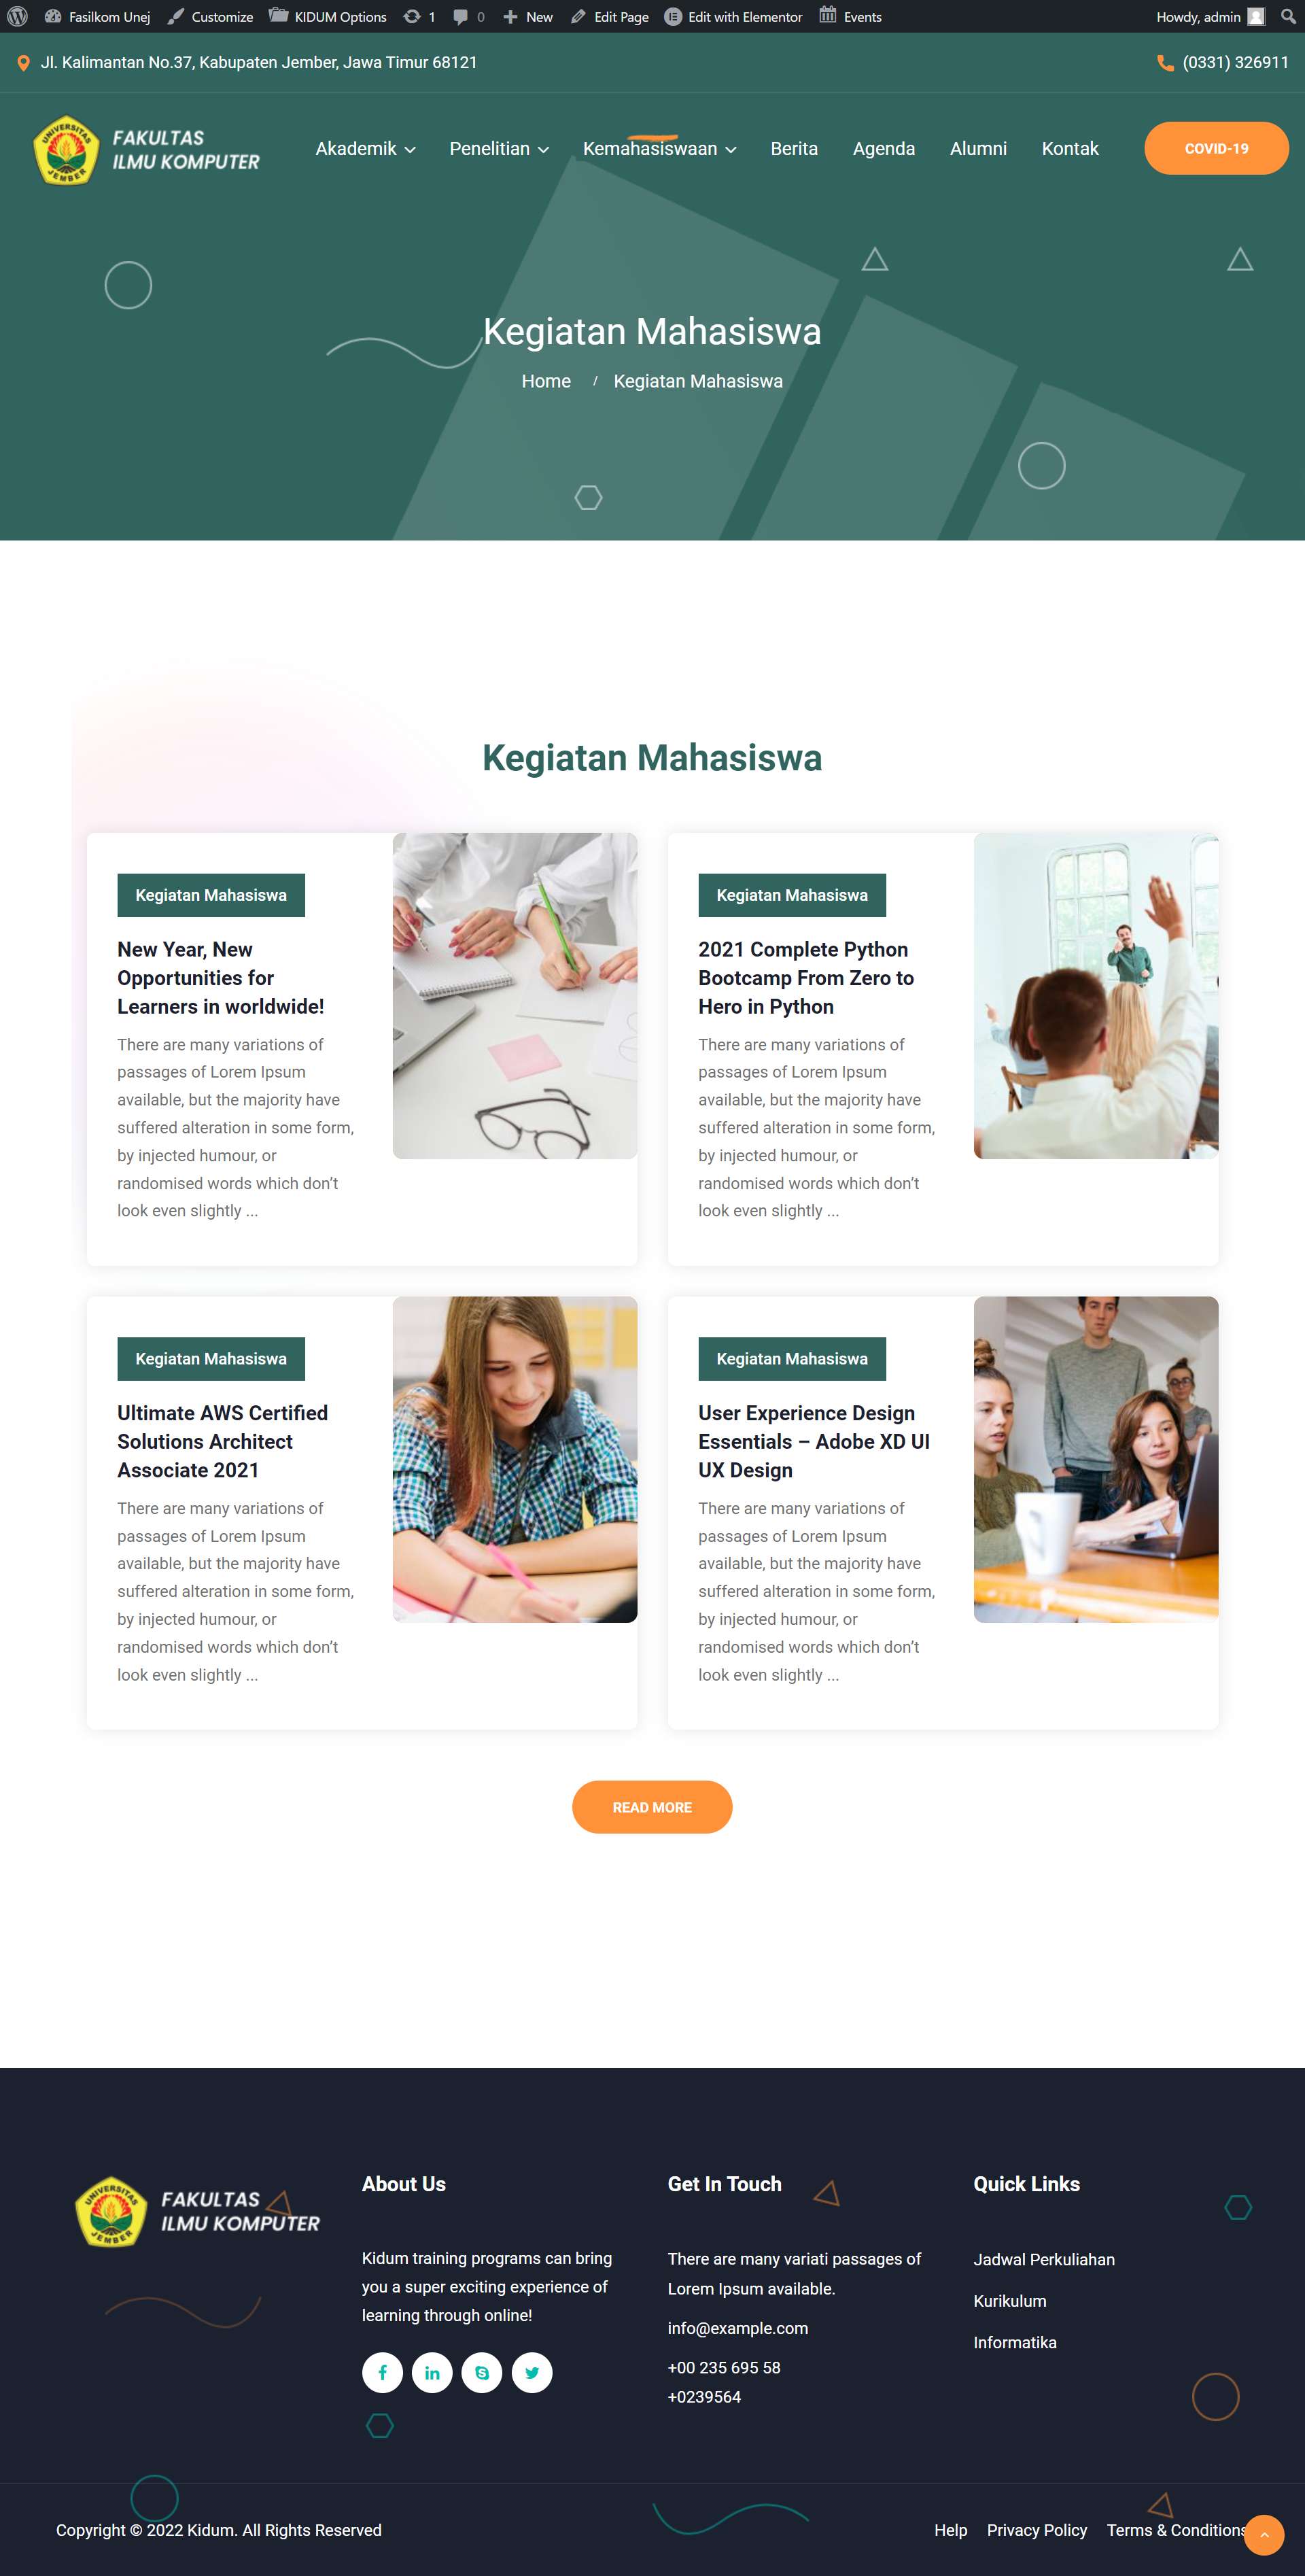 Fasilkom Unej Customize KIDUM Options 1 0 New Edit Page Edit with Elementor Events Howdy, admin
Jl. Kalimantan No.37, Kabupaten Jember, Jawa Timur 68121 (0331) 326911
UNIVERSITAS
JEMBER
FAKULTAS
ILMU KOMPUTER
Akademik Penelitian Kemahasiswaan Berita Agenda Alumni Kontak COVID-19
Kegiatan Mahasiswa
Home / Kegiatan Mahasiswa
Kegiatan Mahasiswa
Kegiatan Mahasiswa
New Year, New
Opportunities for
Learners in worldwide!
There are many variations of
passages of Lorem Ipsum
available, but the majority have
suffered alteration in some form,
by injected humour, or
randomised words which don’t
look even slightly ...
Kegiatan Mahasiswa
2021 Complete Python
Bootcamp From Zero to
Hero in Python
There are many variations of
passages of Lorem Ipsum
available, but the majority have
suffered alteration in some form,
by injected humour, or
randomised words which don’t
look even slightly ...
Kegiatan Mahasiswa
Ultimate AWS Certified
Solutions Architect
Associate 2021
There are many variations of
passages of Lorem Ipsum
available, but the majority have
suffered alteration in some form,
by injected humour, or
randomised words which don’t
look even slightly ...
Kegiatan Mahasiswa
User Experience Design
Essentials – Adobe XD UI
UX Design
There are many variations of
passages of Lorem Ipsum
available, but the majority have
suffered alteration in some form,
by injected humour, or
randomised words which don’t
look even slightly ...
READ MORE
UNIVERSITAS
JEMBER
FAKULTAS
ILMU KOMPUTER
About Us
Kidum training programs can bring
you a super exciting experience of
learning through online!
Get In Touch
There are many variati passages of
Lorem Ipsum available.
info@example.com
+00 235 695 58
+0239564
Quick Links
Jadwal Perkuliahan
Kurikulum
Informatika
Copyright © 2022 Kidum. All Rights Reserved
Help Privacy Policy Terms & Conditions